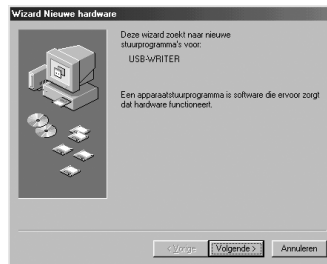 Wizard Nieuwe hardware
Deze wizard zoekt naar nieuwe
stuurprogramma's voor:
USB-WRITER
Een apparaatstuurprogramma is software die ervoor zorgt
dat hardware functioneert.
< Vorige
Volgende >
Annuleren